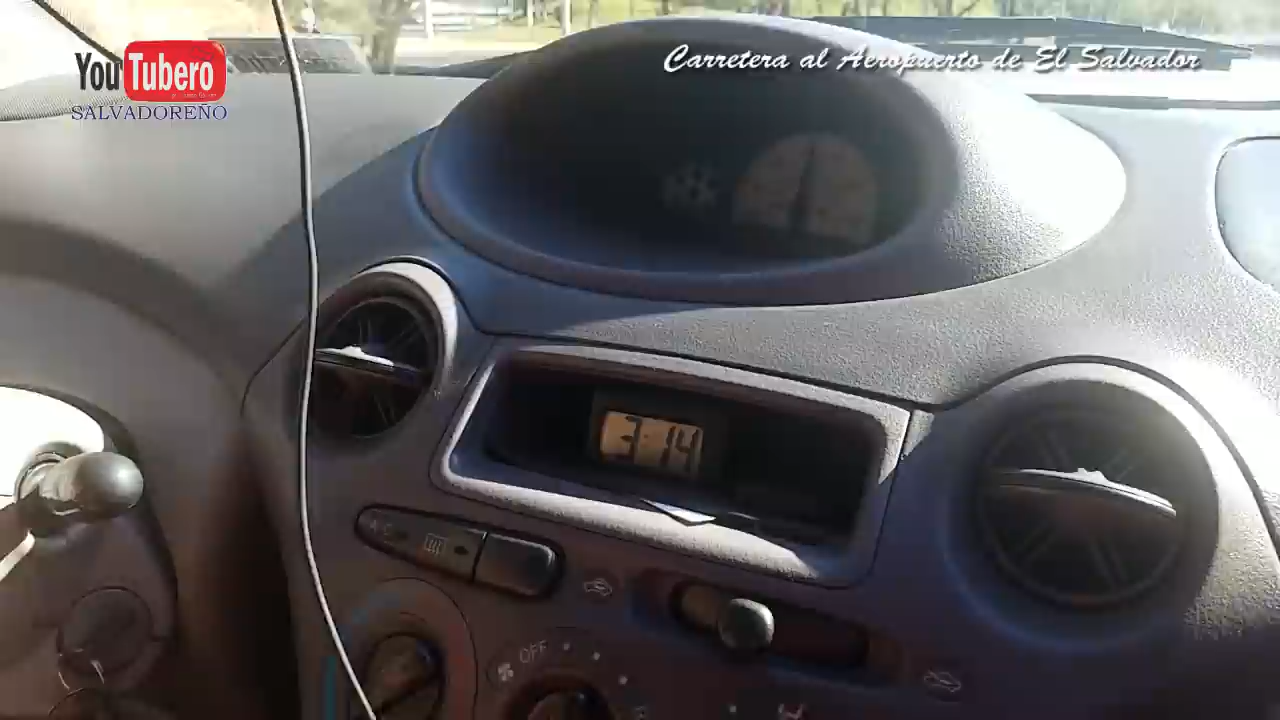 YouTubero
SALVADOREÑO
Carretera al Aeropuerto de El Salvador
3:14
A/C
OFF